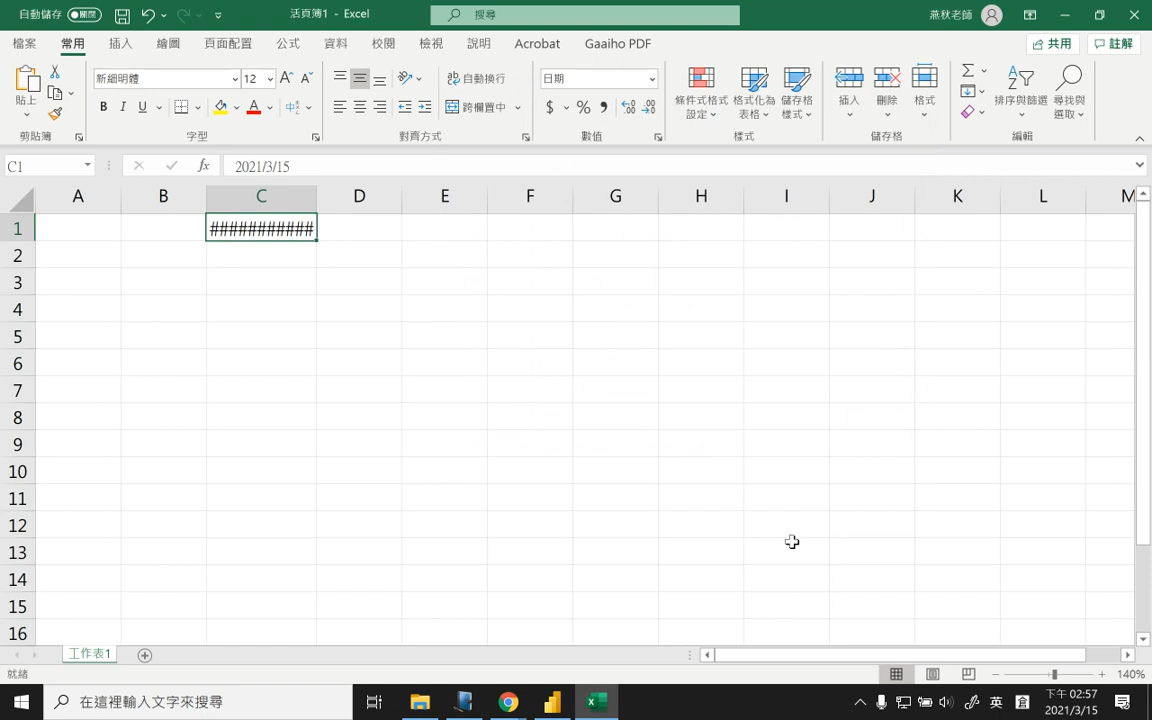 自動儲存 關閉 活頁簿1 - Excel 搜尋 燕秋老師
檔案 常用 插入 繪圖 頁面配置 公式 資料 校閱 檢視 說明 Acrobat Gaaiho PDF 共用 註解
貼上 新細明體 12 自動換行 日期 條件式格式設定 格式化為表格 儲存格樣式 插入 刪除 格式 排序與篩選 尋找與選取
B I U A 跨欄置中 $ %
剪貼簿 字型 對齊方式 數值 樣式 儲存格 編輯
C1 fx 2021/3/15
A B C D E F G H I J K L M
1 ###########
2
3
4
5
6
7
8
9
10
11
12
13
14
15
16
工作表1
就緒 140%
在這裡輸入文字來搜尋 英 下午 02:57
2021/3/15